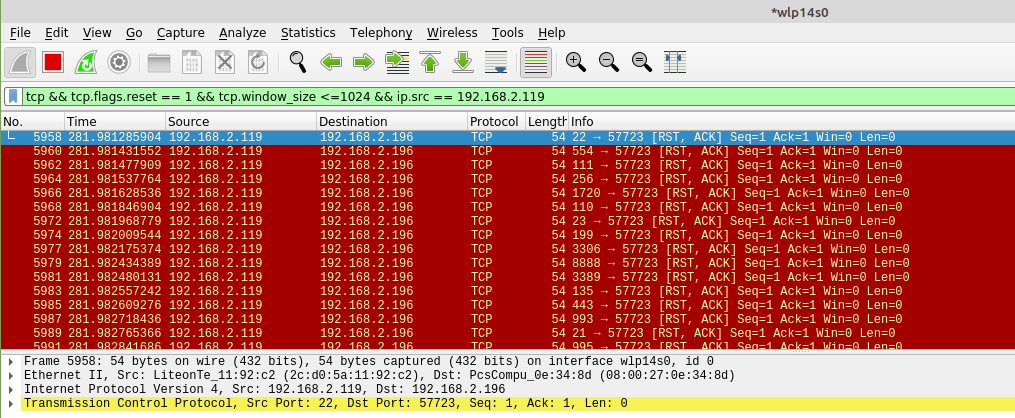 *wlp14s0
File Edit View Go Capture Analyze Statistics Telephony Wireless Tools Help
tcp && tcp.flags.reset == 1 && tcp.window_size <=1024 && ip.src == 192.168.2.119
No. Time Source Destination Protocol Length Info
5958 281.981285904 192.168.2.119 192.168.2.196 TCP 54 22 → 57723 [RST, ACK] Seq=1 Ack=1 Win=0 Len=0
5960 281.981431552 192.168.2.119 192.168.2.196 TCP 54 554 → 57723 [RST, ACK] Seq=1 Ack=1 Win=0 Len=0
5962 281.981477909 192.168.2.119 192.168.2.196 TCP 54 111 → 57723 [RST, ACK] Seq=1 Ack=1 Win=0 Len=0
5964 281.981537764 192.168.2.119 192.168.2.196 TCP 54 256 → 57723 [RST, ACK] Seq=1 Ack=1 Win=0 Len=0
5966 281.981628536 192.168.2.119 192.168.2.196 TCP 54 1720 → 57723 [RST, ACK] Seq=1 Ack=1 Win=0 Len=0
5968 281.981846904 192.168.2.119 192.168.2.196 TCP 54 110 → 57723 [RST, ACK] Seq=1 Ack=1 Win=0 Len=0
5972 281.981968779 192.168.2.119 192.168.2.196 TCP 54 23 → 57723 [RST, ACK] Seq=1 Ack=1 Win=0 Len=0
5974 281.982009544 192.168.2.119 192.168.2.196 TCP 54 199 → 57723 [RST, ACK] Seq=1 Ack=1 Win=0 Len=0
5977 281.982175374 192.168.2.119 192.168.2.196 TCP 54 3306 → 57723 [RST, ACK] Seq=1 Ack=1 Win=0 Len=0
5979 281.982434389 192.168.2.119 192.168.2.196 TCP 54 8888 → 57723 [RST, ACK] Seq=1 Ack=1 Win=0 Len=0
5981 281.982480131 192.168.2.119 192.168.2.196 TCP 54 3389 → 57723 [RST, ACK] Seq=1 Ack=1 Win=0 Len=0
5983 281.982557242 192.168.2.119 192.168.2.196 TCP 54 135 → 57723 [RST, ACK] Seq=1 Ack=1 Win=0 Len=0
5985 281.982609276 192.168.2.119 192.168.2.196 TCP 54 443 → 57723 [RST, ACK] Seq=1 Ack=1 Win=0 Len=0
5987 281.982718436 192.168.2.119 192.168.2.196 TCP 54 993 → 57723 [RST, ACK] Seq=1 Ack=1 Win=0 Len=0
5989 281.982765366 192.168.2.119 192.168.2.196 TCP 54 21 → 57723 [RST, ACK] Seq=1 Ack=1 Win=0 Len=0
5991 281.982841686 192.168.2.119 192.168.2.196 TCP 54 995 → 57723 [RST, ACK] Seq=1 Ack=1 Win=0 Len=0
Frame 5958: 54 bytes on wire (432 bits), 54 bytes captured (432 bits) on interface wlp14s0, id 0
Ethernet II, Src: LiteonTe_11:92:c2 (2c:d0:5a:11:92:c2), Dst: PcsCompu_0e:34:8d (08:00:27:0e:34:8d)
Internet Protocol Version 4, Src: 192.168.2.119, Dst: 192.168.2.196
Transmission Control Protocol, Src Port: 22, Dst Port: 57723, Seq: 1, Ack: 1, Len: 0